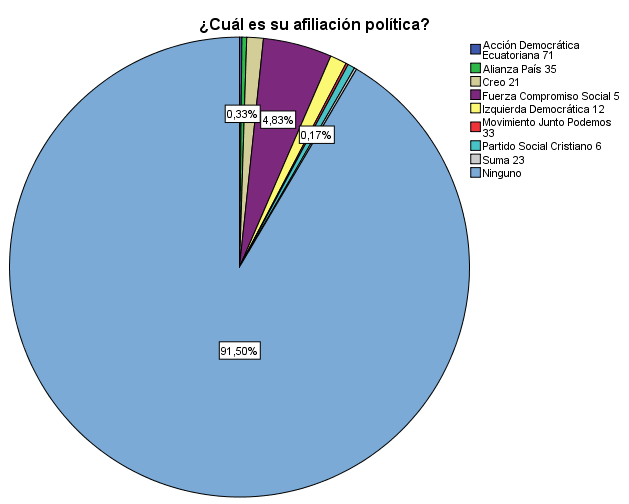 ¿Cuál es su afiliación política?
Acción Democrática
Ecuatoriana 71
Alianza País 35
Creo 21
Fuerza Compromiso Social 5
Izquierda Democrática 12
Movimiento Junto Podemos
33
Partido Social Cristiano 6
Suma 23
Ninguno
0,33%
4,83%
0,17%
91,50%